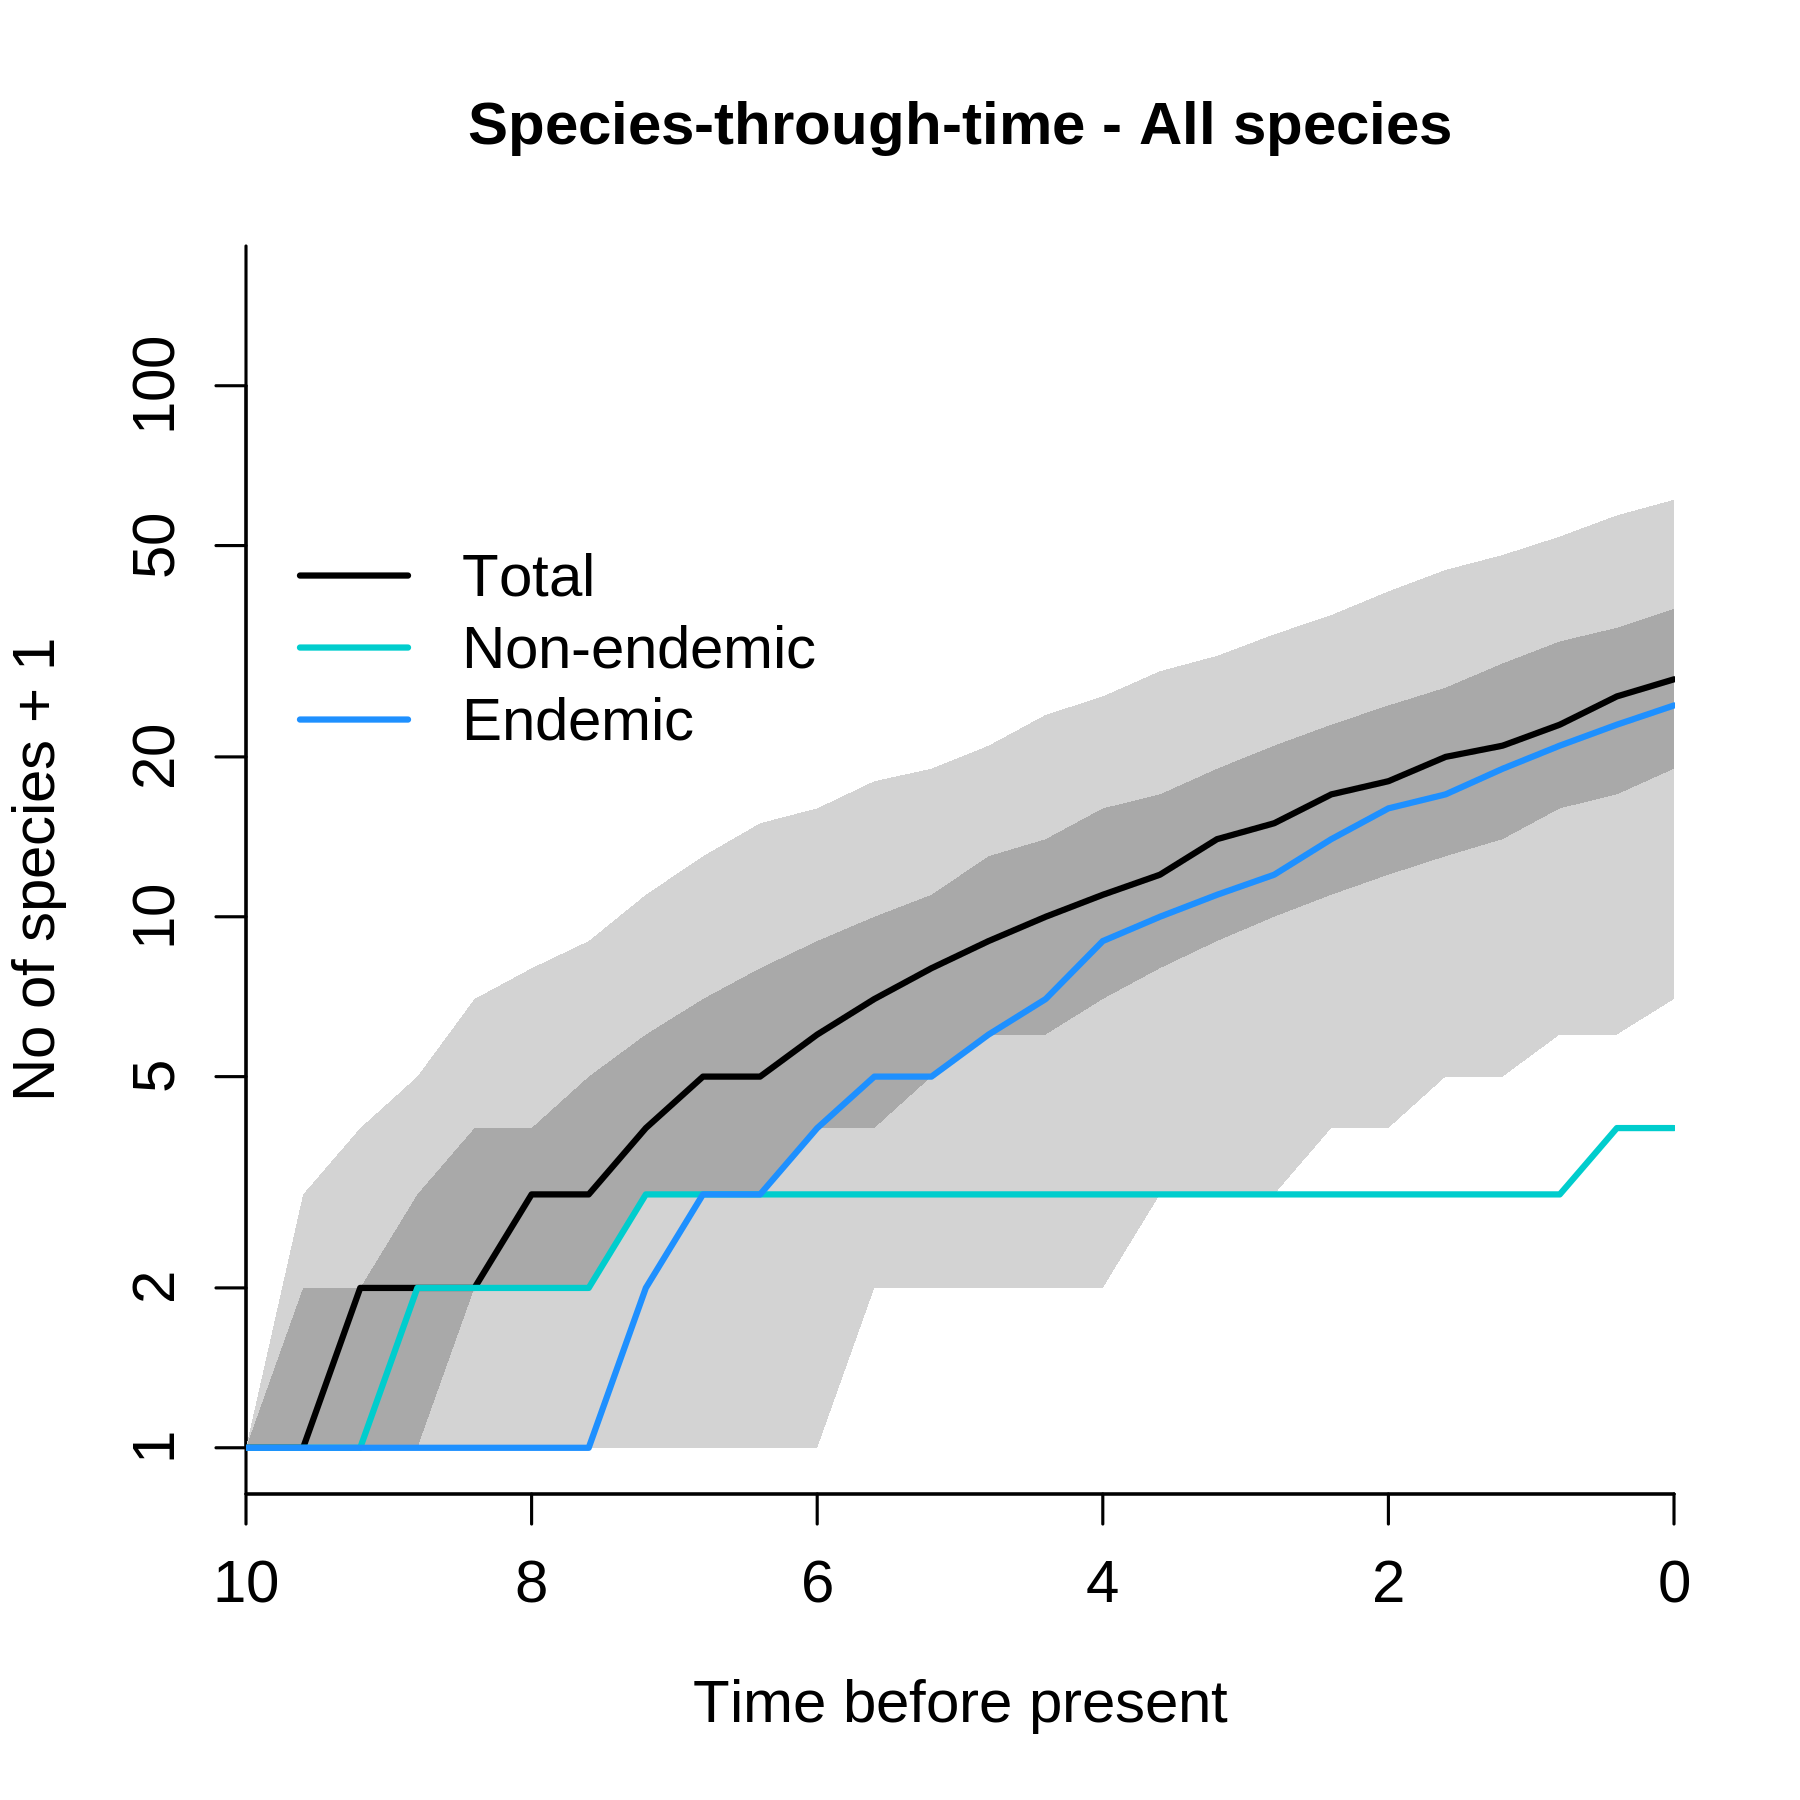 Species-through-time - All species
No of species + 1
100
50
20
10
5
2
1
Total
Non-endemic
Endemic
10 8 6 4 2 0
Time before present